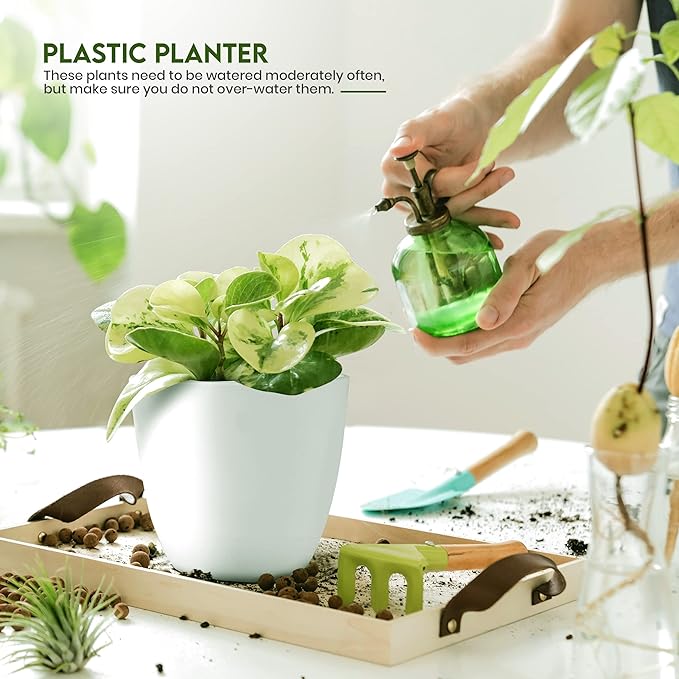 PLASTIC PLANTER
These plants need to be watered moderately often,
but make sure you do not over-water them.